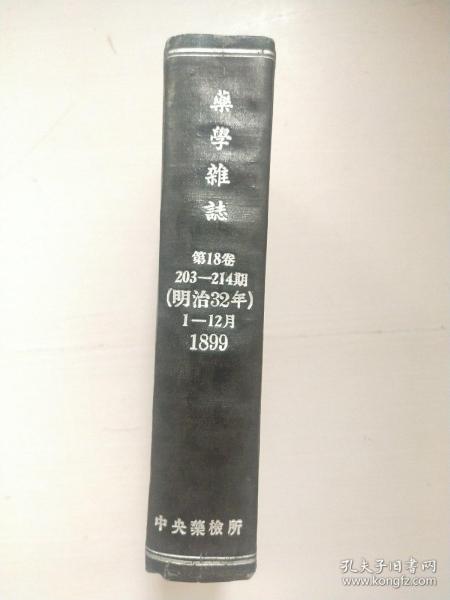 藥學雜誌
第18卷
203—214期
(明治32年)
1—12月
1899
中央藥檢所
孔夫子旧书网
www.kongfz.com